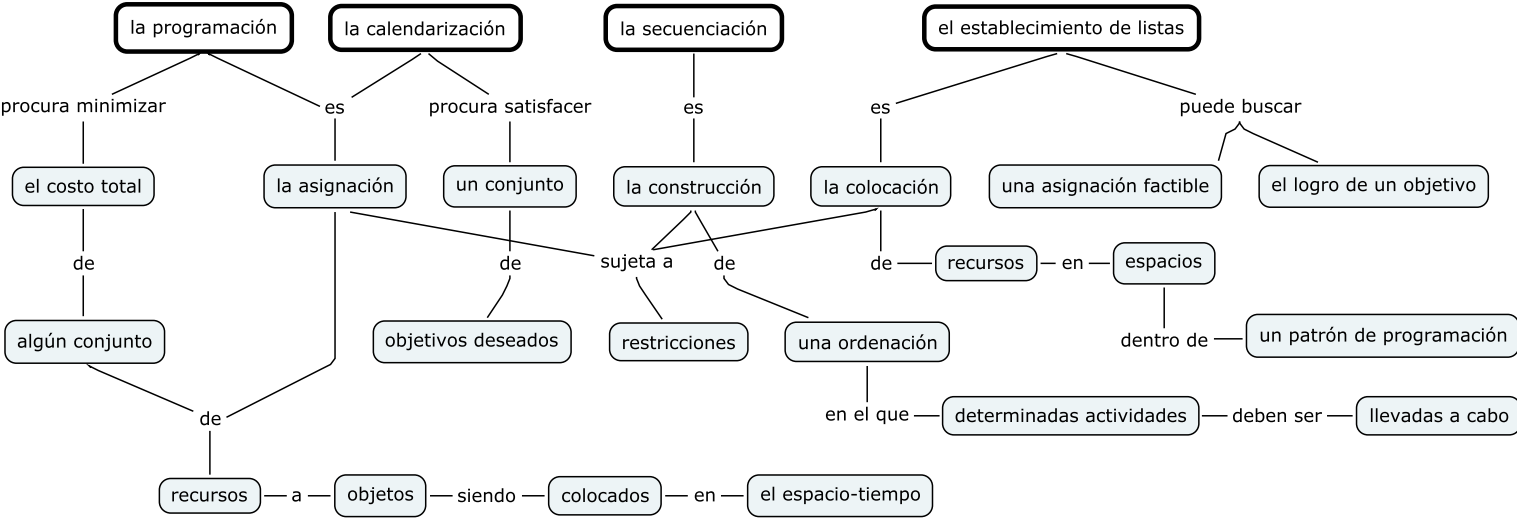 la programación
la calendarización
la secuenciación
el establecimiento de listas
procura minimizar
es
procura satisfacer
es
es
puede buscar
el costo total
la asignación
un conjunto
la construcción
la colocación
una asignación factible
el logro de un objetivo
de
de
sujeta a
de
de
recursos
en
espacios
algún conjunto
objetivos deseados
restricciones
una ordenación
dentro de
un patrón de programación
de
en el que
determinadas actividades
deben ser
llevadas a cabo
recursos
a
objetos
siendo
colocados
en
el espacio-tiempo